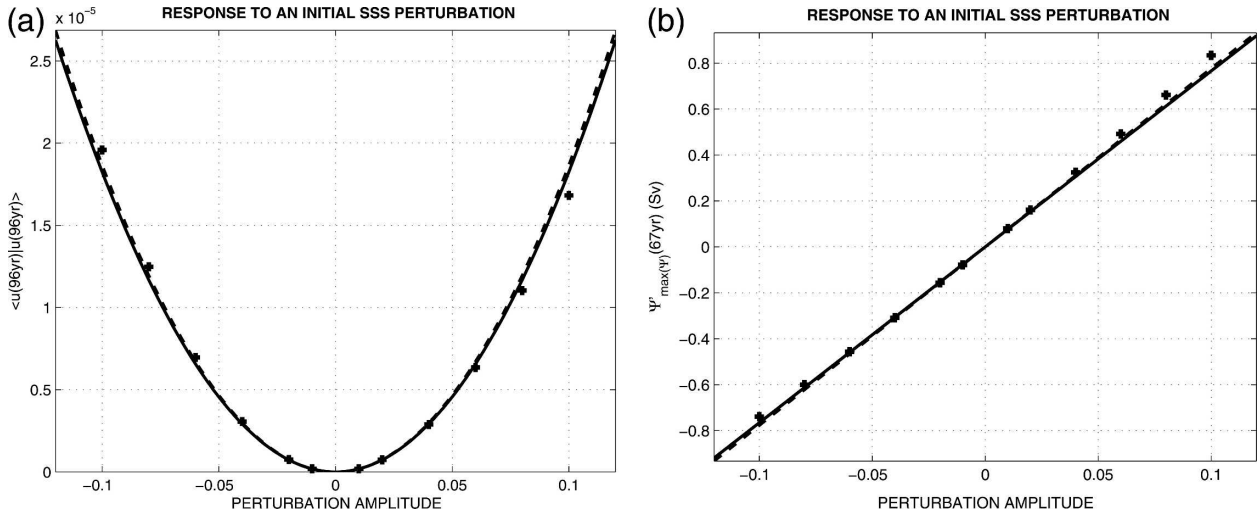 (a)
RESPONSE TO AN INITIAL SSS PERTURBATION
x 10⁻⁵
2.5
2
1.5
1
0.5
0
<u(96yr)|u(96yr)>
−0.1
−0.05
0
0.05
0.1
PERTURBATION AMPLITUDE
(b)
RESPONSE TO AN INITIAL SSS PERTURBATION
0.8
0.6
0.4
0.2
0
−0.2
−0.4
−0.6
−0.8
Ψ'max(Ψ)(67yr) (Sv)
−0.1
−0.05
0
0.05
0.1
PERTURBATION AMPLITUDE